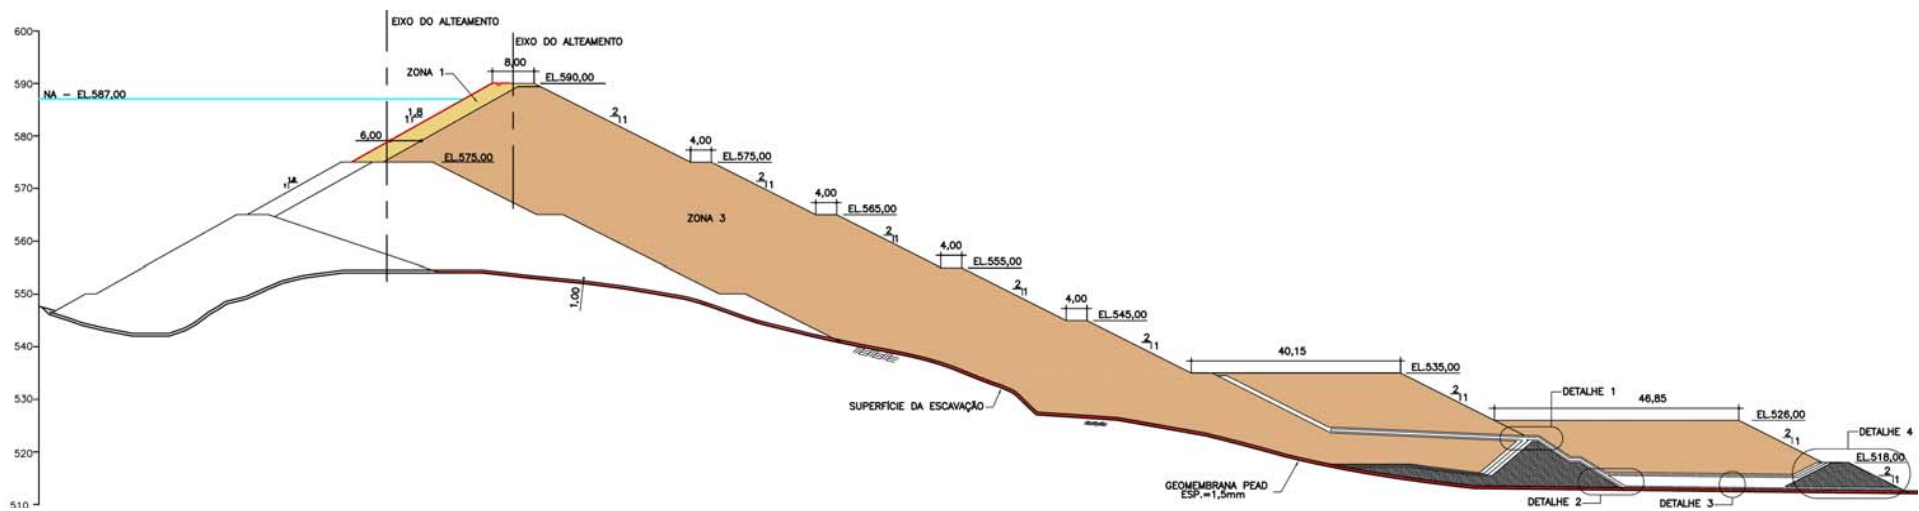 EIXO DO ALTEAMENTO
EIXO DO ALTEAMENTO
600
590
580
570
560
550
540
530
520
510
NA - EL.587,00
ZONA 1
8,00
EL.590,00
1,8
1
6,00
EL.575,00
2
1
4,00
EL.575,00
2
1
4,00
EL.565,00
ZONA 3
2
1
4,00
EL.555,00
2
1
4,00
EL.545,00
2
1
1,00
40,15
EL.535,00
2
1
SUPERFÍCIE DA ESCAVAÇÃO
DETALHE 1
46,85
EL.526,00
2
1
DETALHE 4
EL.518,00
2
1
GEOMEMBRANA PEAD
ESP.=1,5mm
DETALHE 2
DETALHE 3